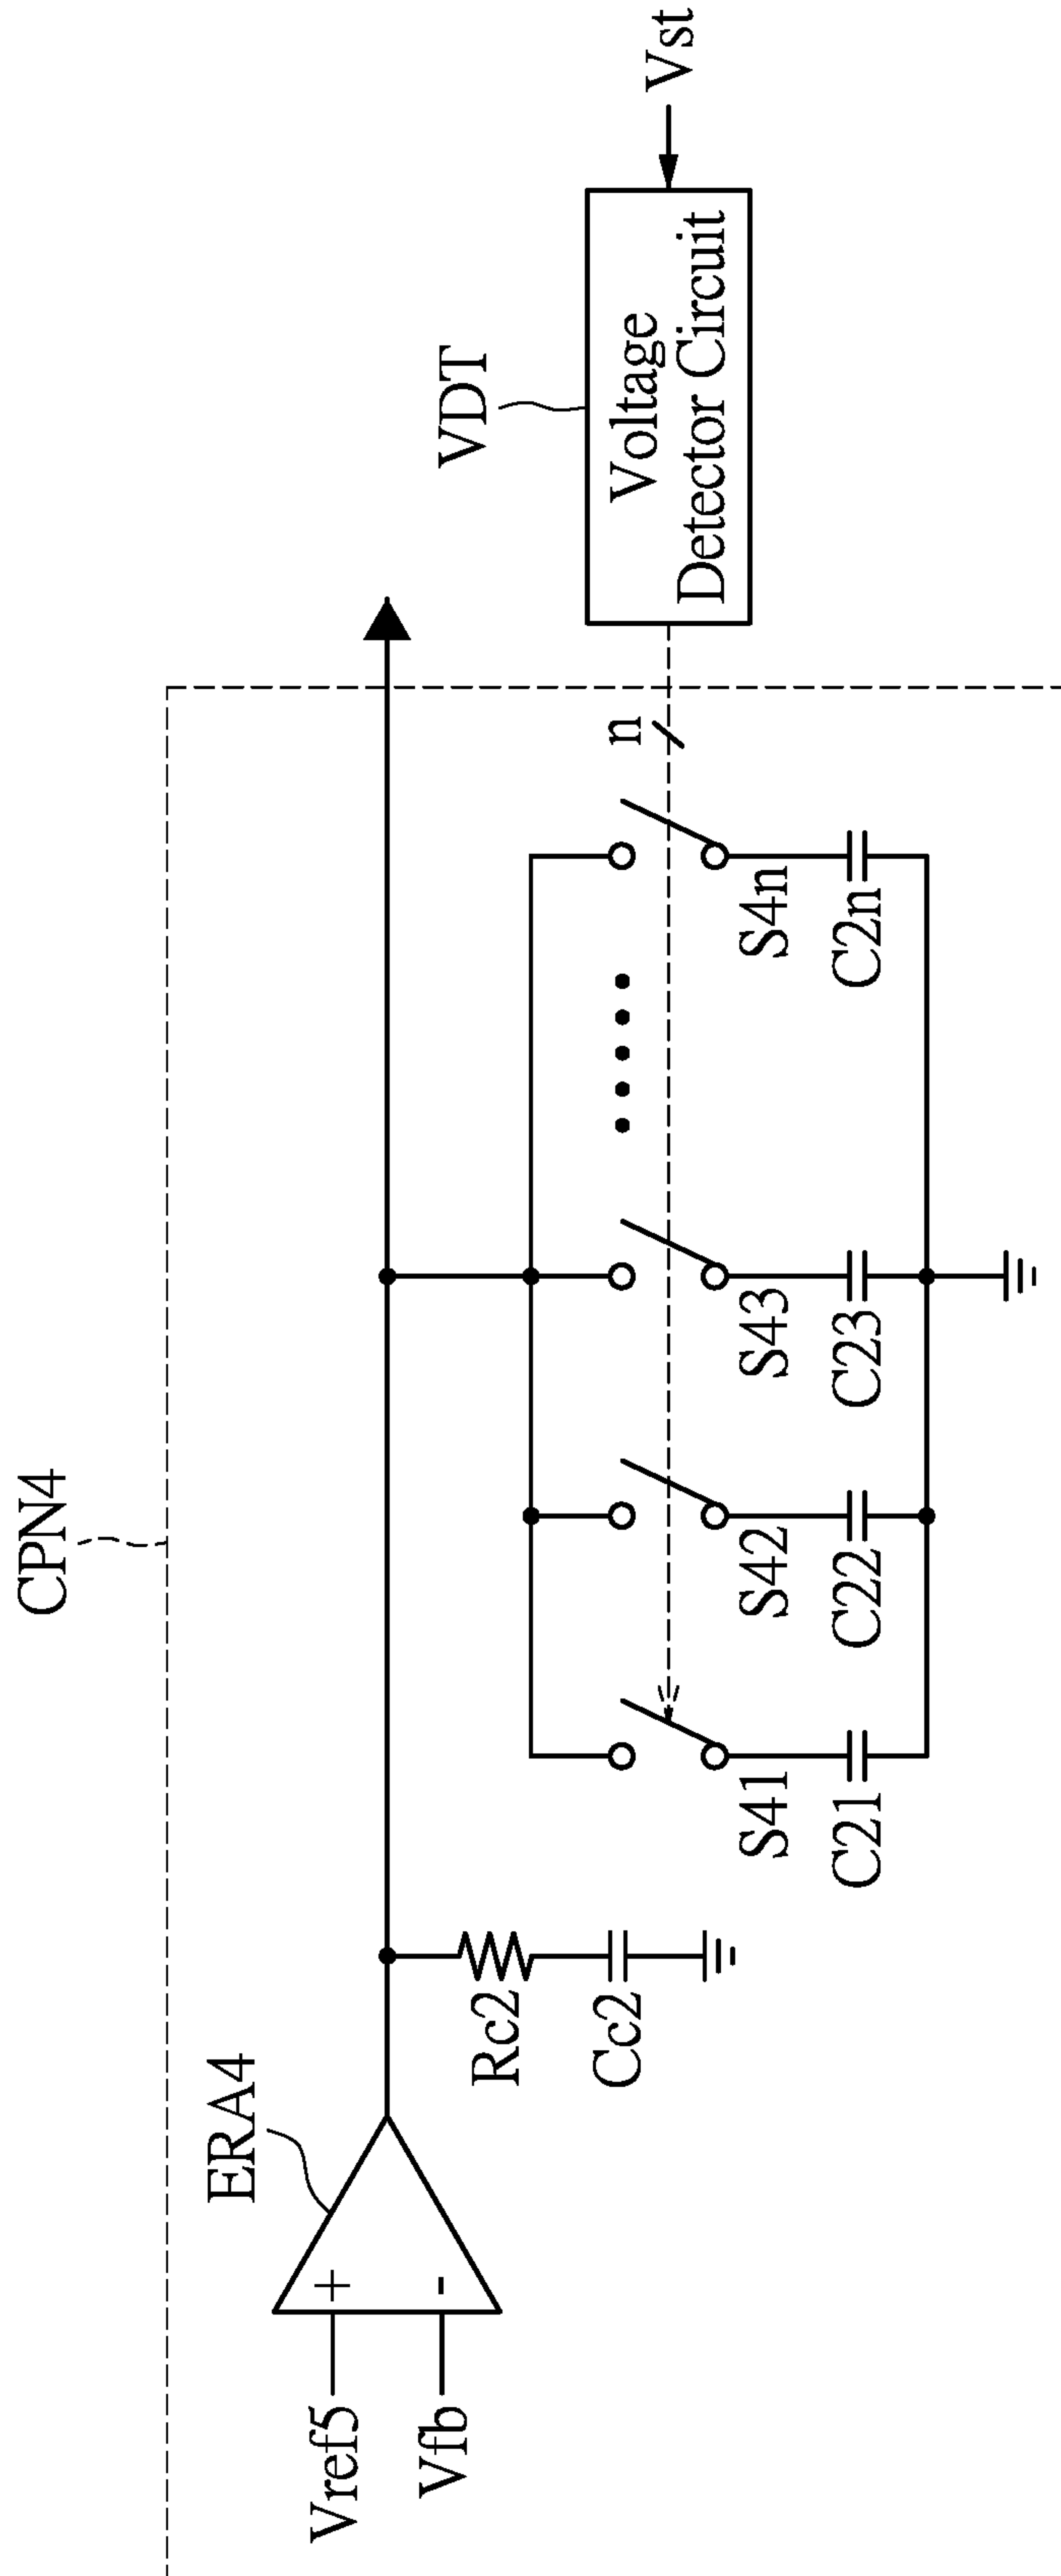 CPN4
ERA4
Vref5
+
Vfb
-
Rc2
Cc2
S41
C21
S42
C22
S43
C23
S4n
C2n
n
VDT
Voltage
Detector Circuit
Vst